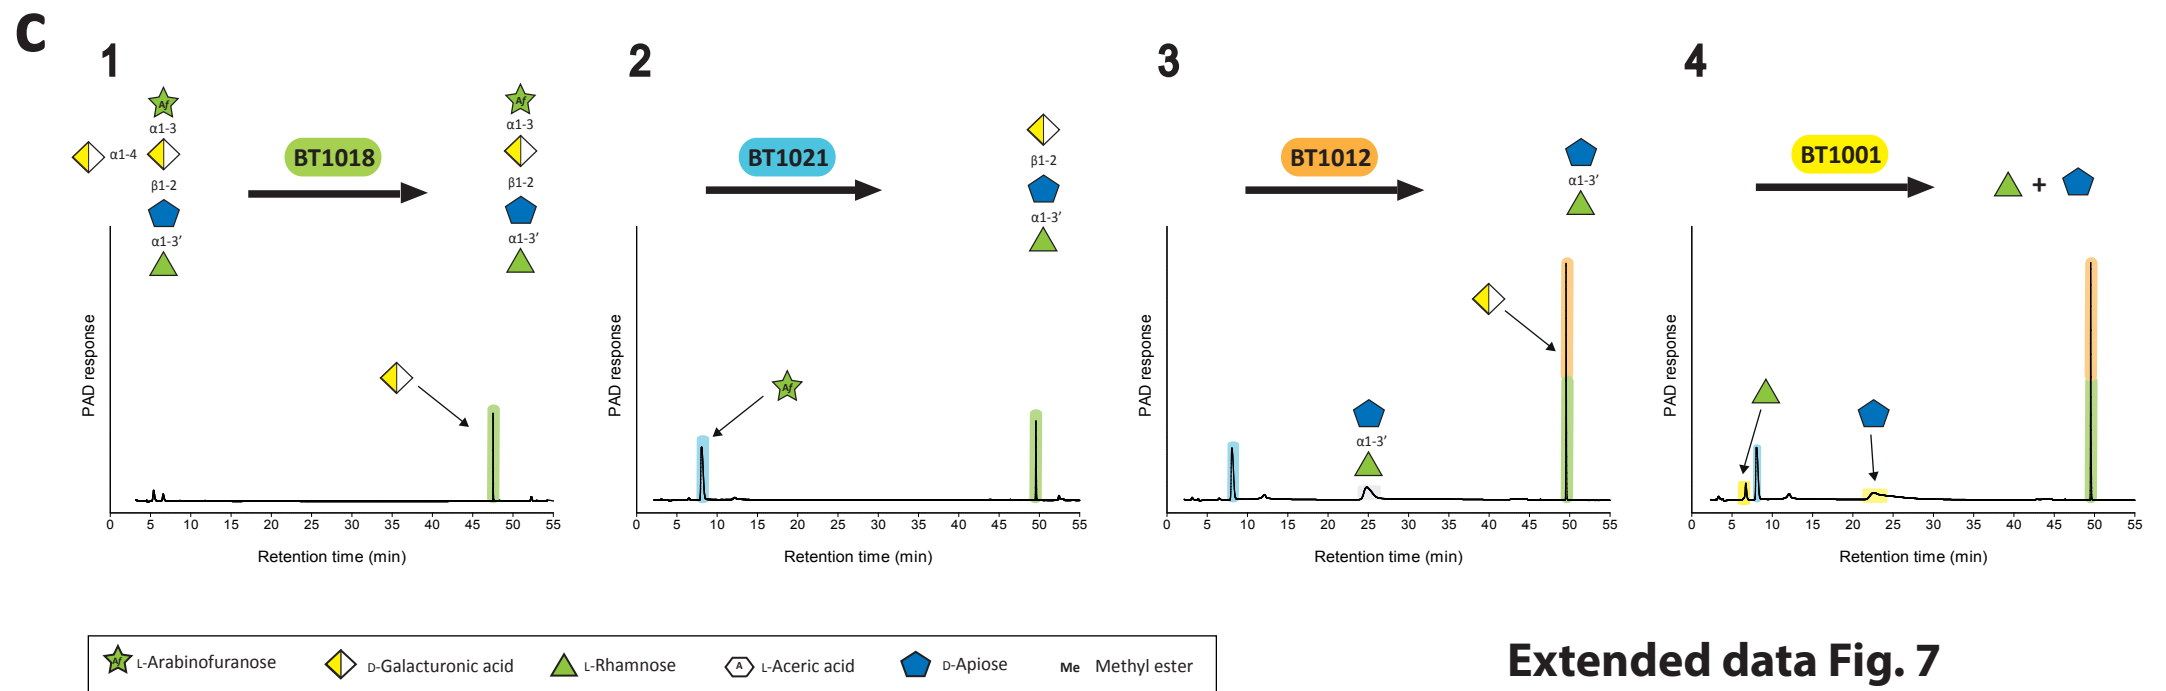 C
1
Af
α1-3
α1-4
β1-2
α1-3′
BT1018
Af
α1-3
β1-2
α1-3′
PAD response
0 5 10 15 20 25 30 35 40 45 50 55
Retention time (min)
2
BT1021
β1-2
α1-3′
Af
PAD response
0 5 10 15 20 25 30 35 40 45 50 55
Retention time (min)
3
BT1012
α1-3′
α1-3′
PAD response
0 5 10 15 20 25 30 35 40 45 50 55
Retention time (min)
4
BT1001
+
PAD response
0 5 10 15 20 25 30 35 40 45 50 55
Retention time (min)
Af L-Arabinofuranose D-Galacturonic acid L-Rhamnose A L-Aceric acid D-Apiose Me Methyl ester
Extended data Fig. 7